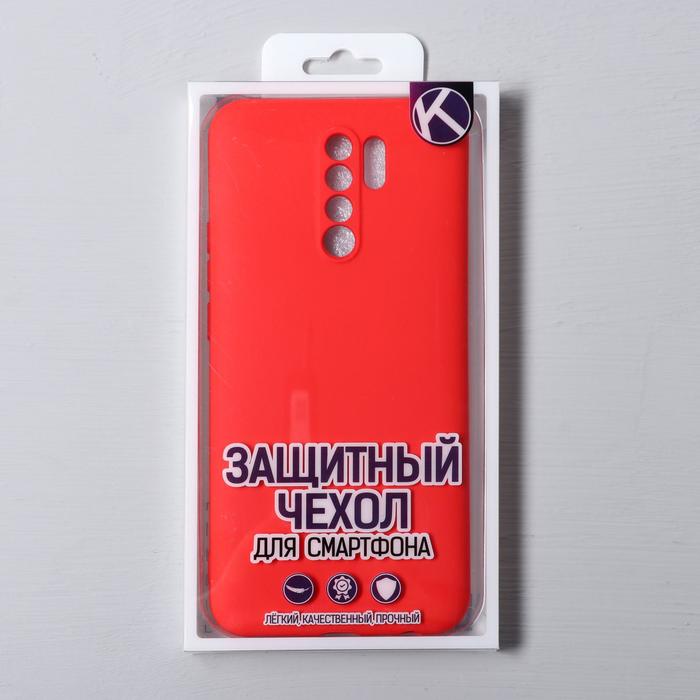 K
ЗАЩИТНЫЙ
ЧЕХОЛ
ДЛЯ СМАРТФОНА
ЛЁГКИЙ, КАЧЕСТВЕННЫЙ, ПРОЧНЫЙ